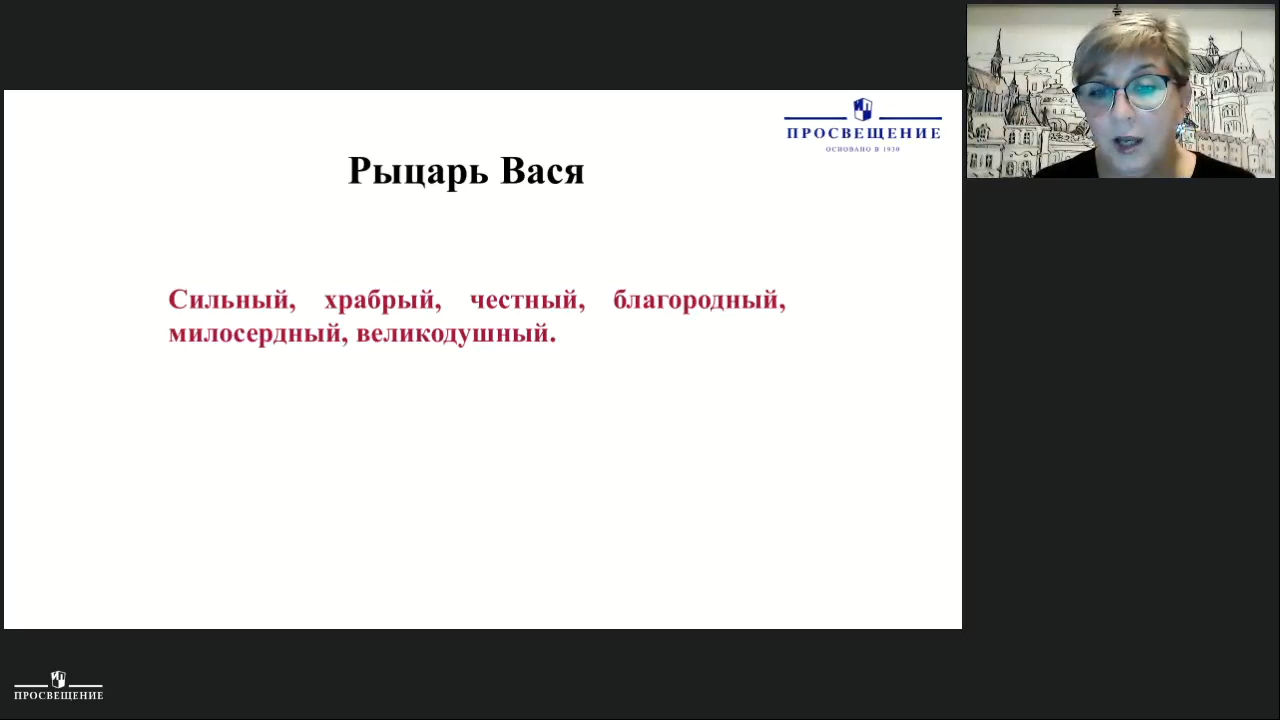 ПРОСВЕЩЕНИЕ
ОСНОВАНО В 1930
Рыцарь Вася
Сильный, храбрый, честный, благородный,
милосердный, великодушный.
ПРОСВЕЩЕНИЕ